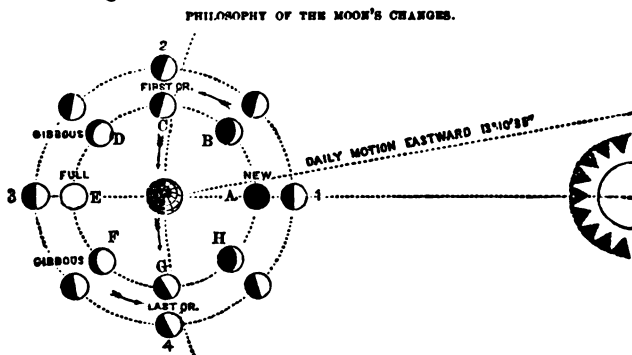 PHILOSOPHY OF THE MOON'S CHANGES.
2
FIRST QR.
C
B
D
GIBBOUS
DAILY MOTION EASTWARD 13°10'35"
FULL
NEW
3
E
A
1
F
H
GIBBOUS
G
LAST QR.
4